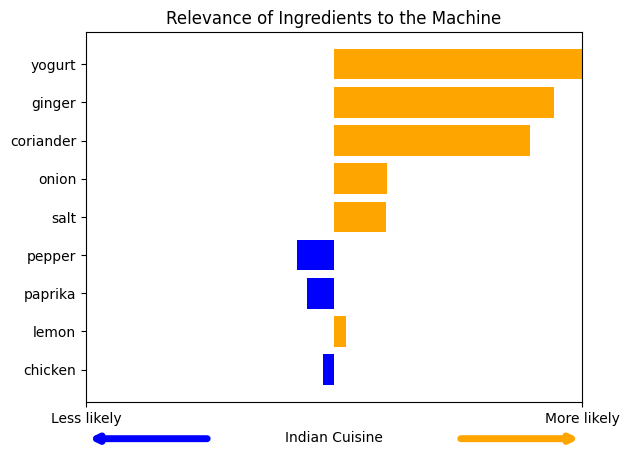 Relevance of Ingredients to the Machine
yogurt
ginger
coriander
onion
salt
pepper
paprika
lemon
chicken
Less likely More likely
Indian Cuisine